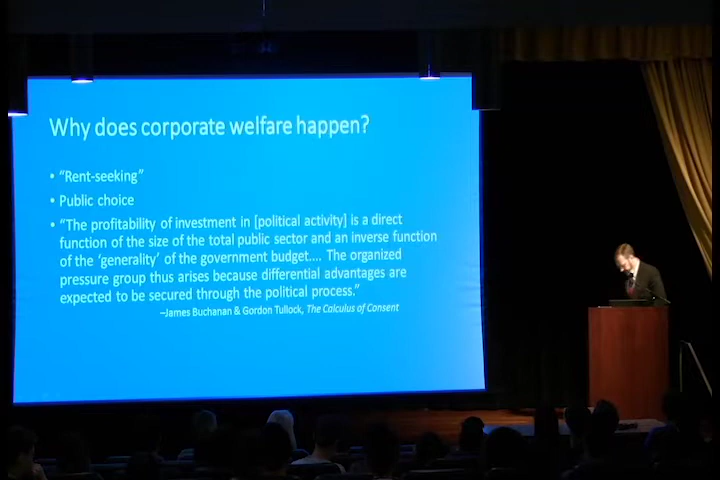 Why does corporate welfare happen?
• “Rent-seeking”
• Public choice
• “The profitability of investment in [political activity] is a direct
function of the size of the total public sector and an inverse function
of the ‘generality’ of the government budget.... The organized
pressure group thus arises because differential advantages are
expected to be secured through the political process.”
–James Buchanan & Gordon Tullock, The Calculus of Consent